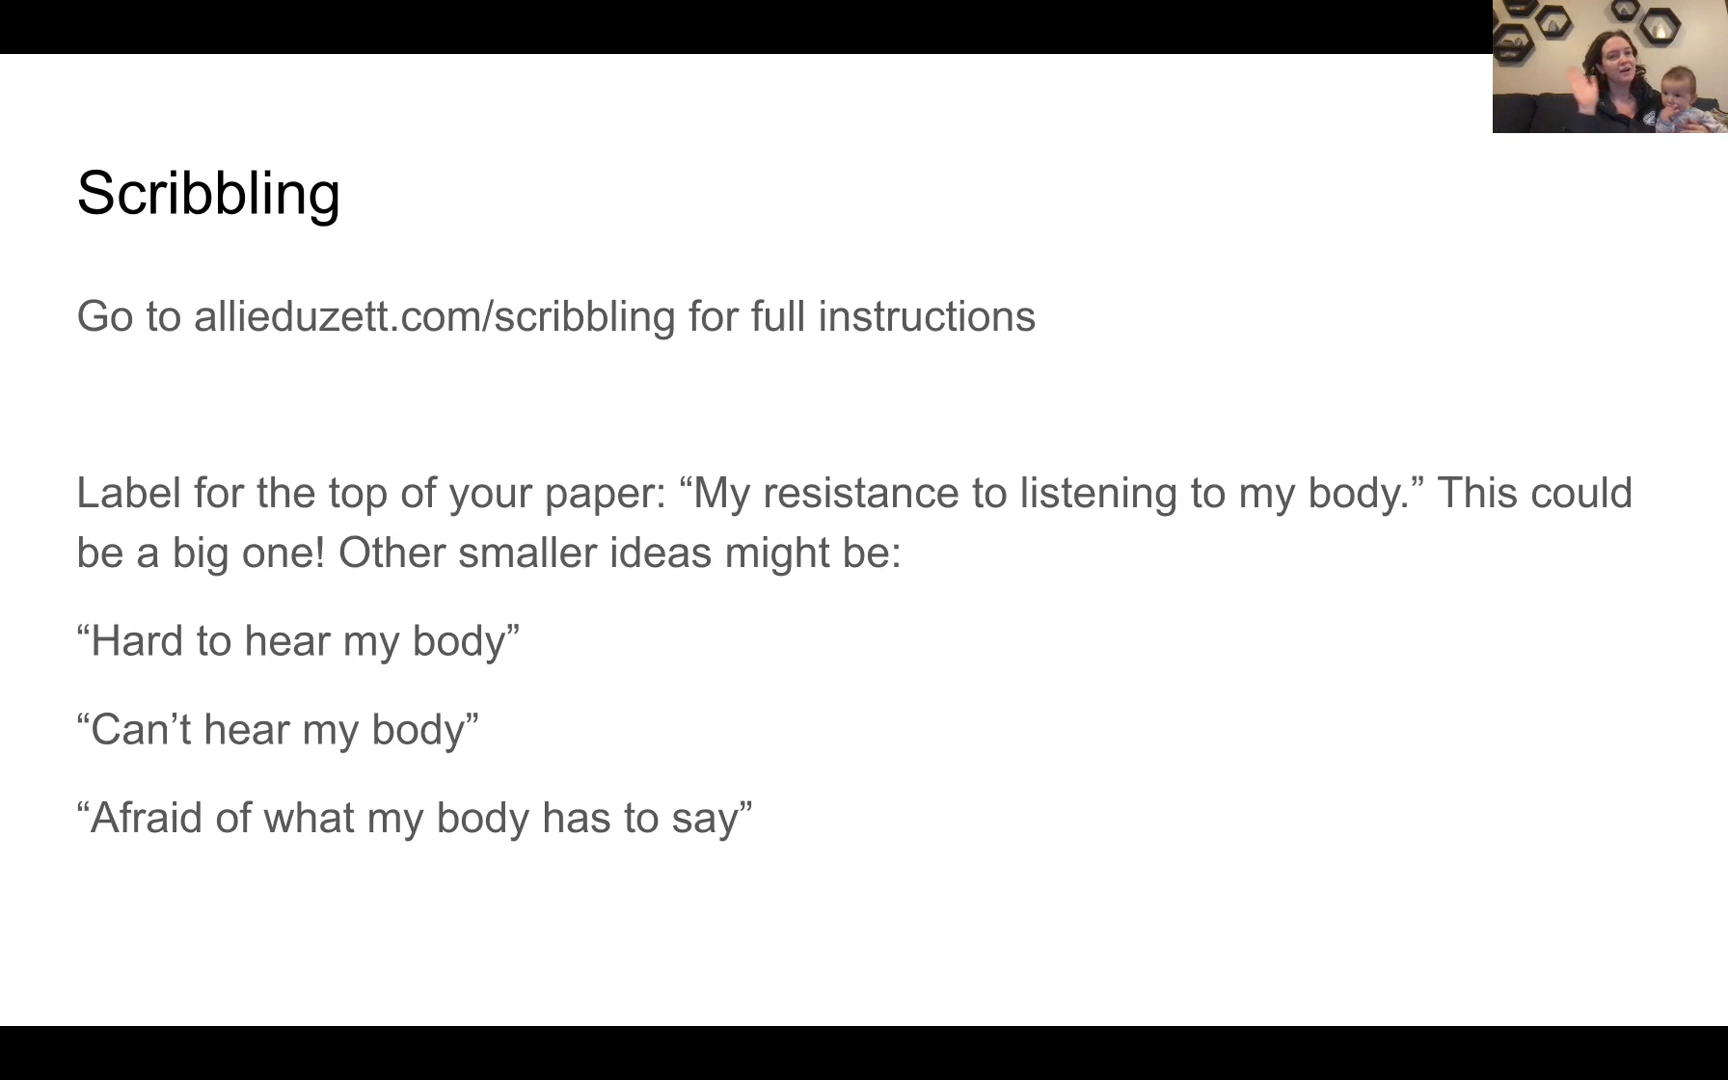 Scribbling
Go to allieduzett.com/scribbling for full instructions
Label for the top of your paper: “My resistance to listening to my body.” This could
be a big one! Other smaller ideas might be:
“Hard to hear my body”
“Can’t hear my body”
“Afraid of what my body has to say”